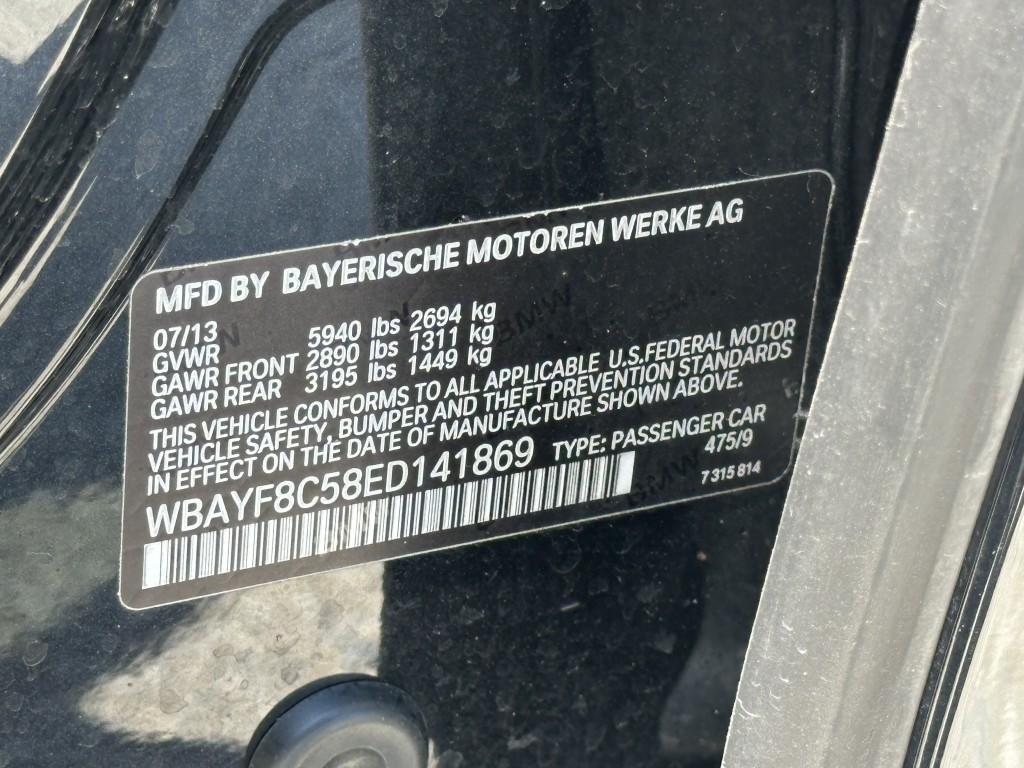 MFD BY BAYERISCHE MOTOREN WERKE AG
07/13
GVWR 5940 lbs 2694 kg
GAWR FRONT 2890 lbs 1311 kg
GAWR REAR 3195 lbs 1449 kg
THIS VEHICLE CONFORMS TO ALL APPLICABLE U.S.FEDERAL MOTOR
VEHICLE SAFETY, BUMPER AND THEFT PREVENTION STANDARDS
IN EFFECT ON THE DATE OF MANUFACTURE SHOWN ABOVE.
WBAYF8C58ED141869 TYPE: PASSENGER CAR
475/9
7 315 814
BMW
BMW